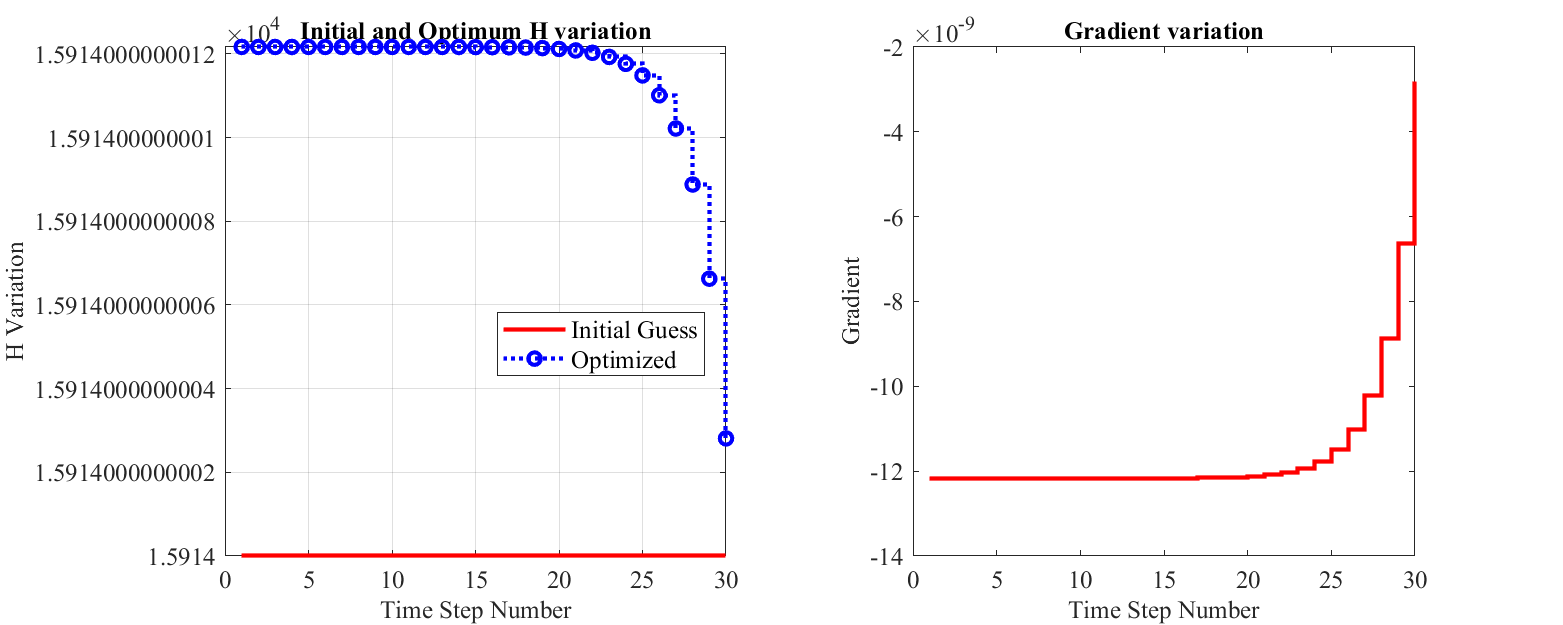 ×10^4
Initial and Optimum H variation
1.5914000000012
1.591400000001
1.5914000000008
1.5914000000006
1.5914000000004
1.5914000000002
1.5914
H Variation
Initial Guess
Optimized
0 5 10 15 20 25 30
Time Step Number
×10^-9
Gradient variation
-2
-4
-6
-8
-10
-12
-14
Gradient
0 5 10 15 20 25 30
Time Step Number